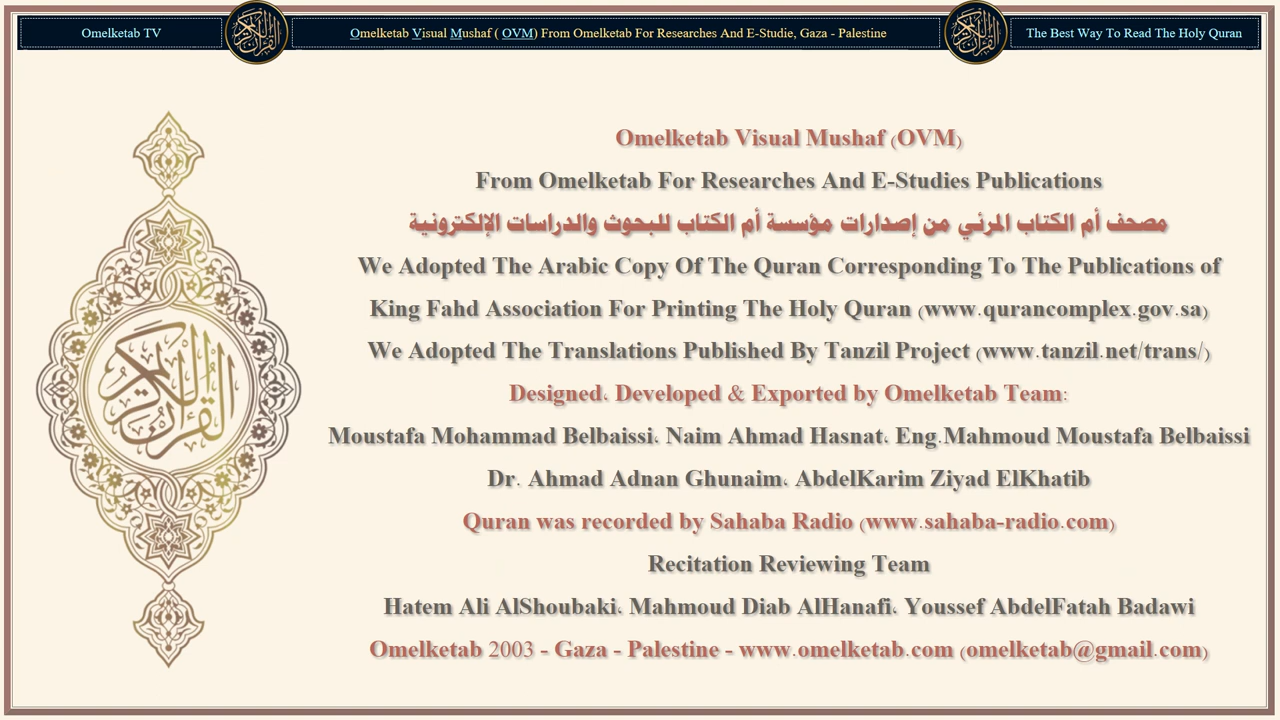 Omelketab TV
Omelketab Visual Mushaf ( OVM) From Omelketab For Researches And E-Studie, Gaza - Palestine
The Best Way To Read The Holy Quran
Omelketab Visual Mushaf (OVM)
From Omelketab For Researches And E-Studies Publications
مصحف أم الكتاب المرئي من إصدارات مؤسسة أم الكتاب للبحوث والدراسات الإلكترونية
We Adopted The Arabic Copy Of The Quran Corresponding To The Publications of
King Fahd Association For Printing The Holy Quran (www.qurancomplex.gov.sa)
We Adopted The Translations Published By Tanzil Project (www.tanzil.net/trans/)
Designed, Developed & Exported by Omelketab Team:
Moustafa Mohammad Belbaissi, Naim Ahmad Hasnat, Eng.Mahmoud Moustafa Belbaissi
Dr. Ahmad Adnan Ghunaim, AbdelKarim Ziyad ElKhatib
Quran was recorded by Sahaba Radio (www.sahaba-radio.com)
Recitation Reviewing Team
Hatem Ali AlShoubaki, Mahmoud Diab AlHanafi, Youssef AbdelFatah Badawi
Omelketab 2003 - Gaza - Palestine - www.omelketab.com (omelketab@gmail.com)
القرآن الكريم